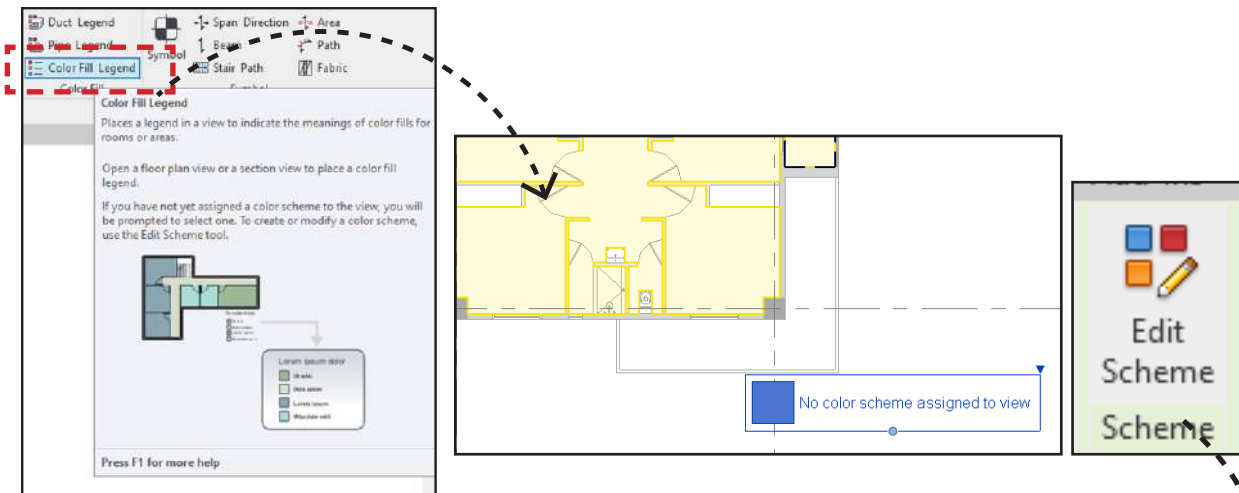 Duct Legend
Pipe Legend
Color Fill Legend
Color Fill
Symbol
Span Direction
Beam
Stair Path
Area
Path
Fabric
Symbol
Color Fill Legend
Places a legend in a view to indicate the meanings of color fills for
rooms or areas.
Open a floor plan view or a section view to place a color fill
legend.
If you have not yet assigned a color scheme to the view, you will
be prompted to select one. To create or modify a color scheme,
use the Edit Scheme tool.
Lorem ipsum dolor
Lorem ipsum
Press F1 for more help
No color scheme assigned to view
Edit
Scheme
Scheme